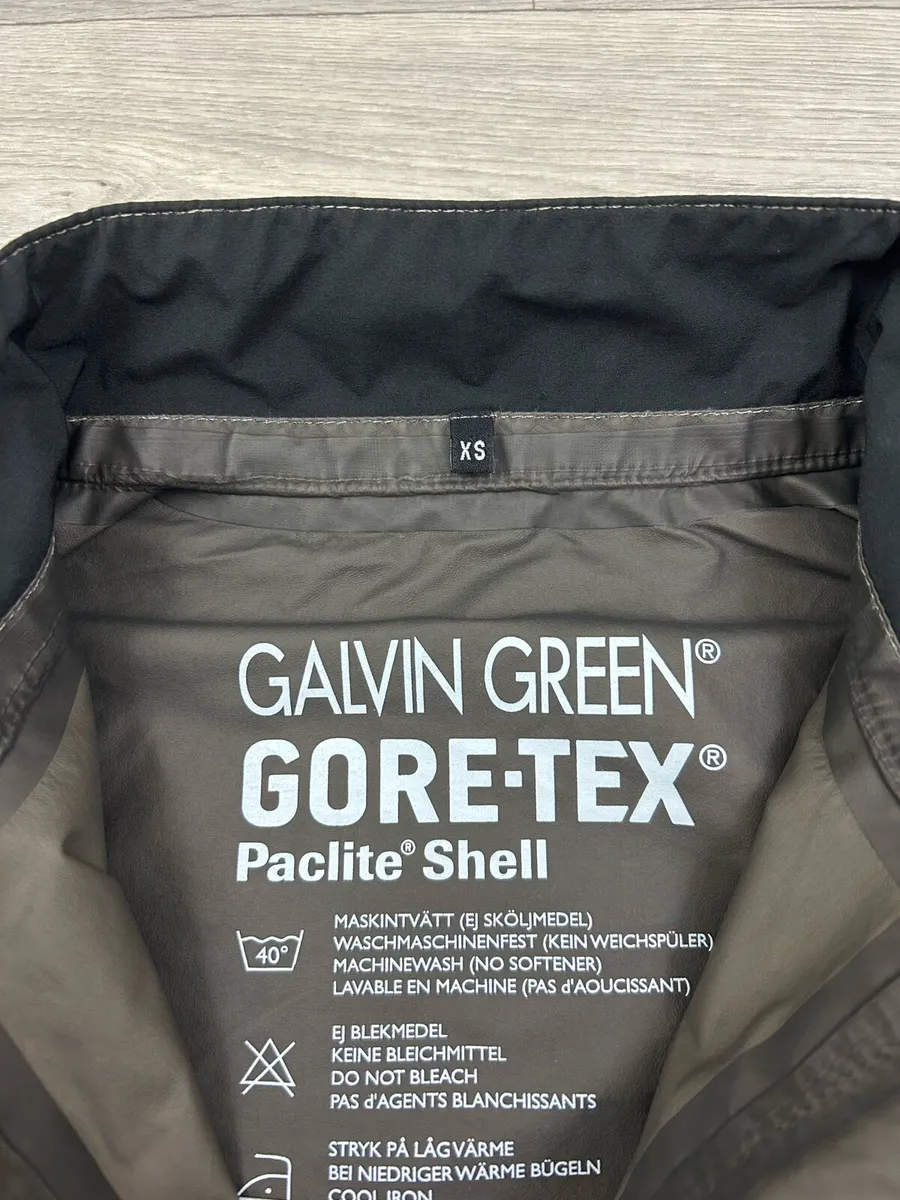 XS
GALVIN GREEN®
GORE-TEX®
Paclite® Shell
40°
MASKINTVÄTT (EJ SKÖLJMEDEL)
WASCHMASCHINENFEST (KEIN WEICHSPÜLER)
MACHINEWASH (NO SOFTENER)
LAVABLE EN MACHINE (PAS d'AOUCISSANT)
EJ BLEKMEDEL
KEINE BLEICHMITTEL
DO NOT BLEACH
PAS d'AGENTS BLANCHISSANTS
STRYK PÅ LÅGVÄRME
BEI NIEDRIGER WÄRME BÜGELN
COOL IRON